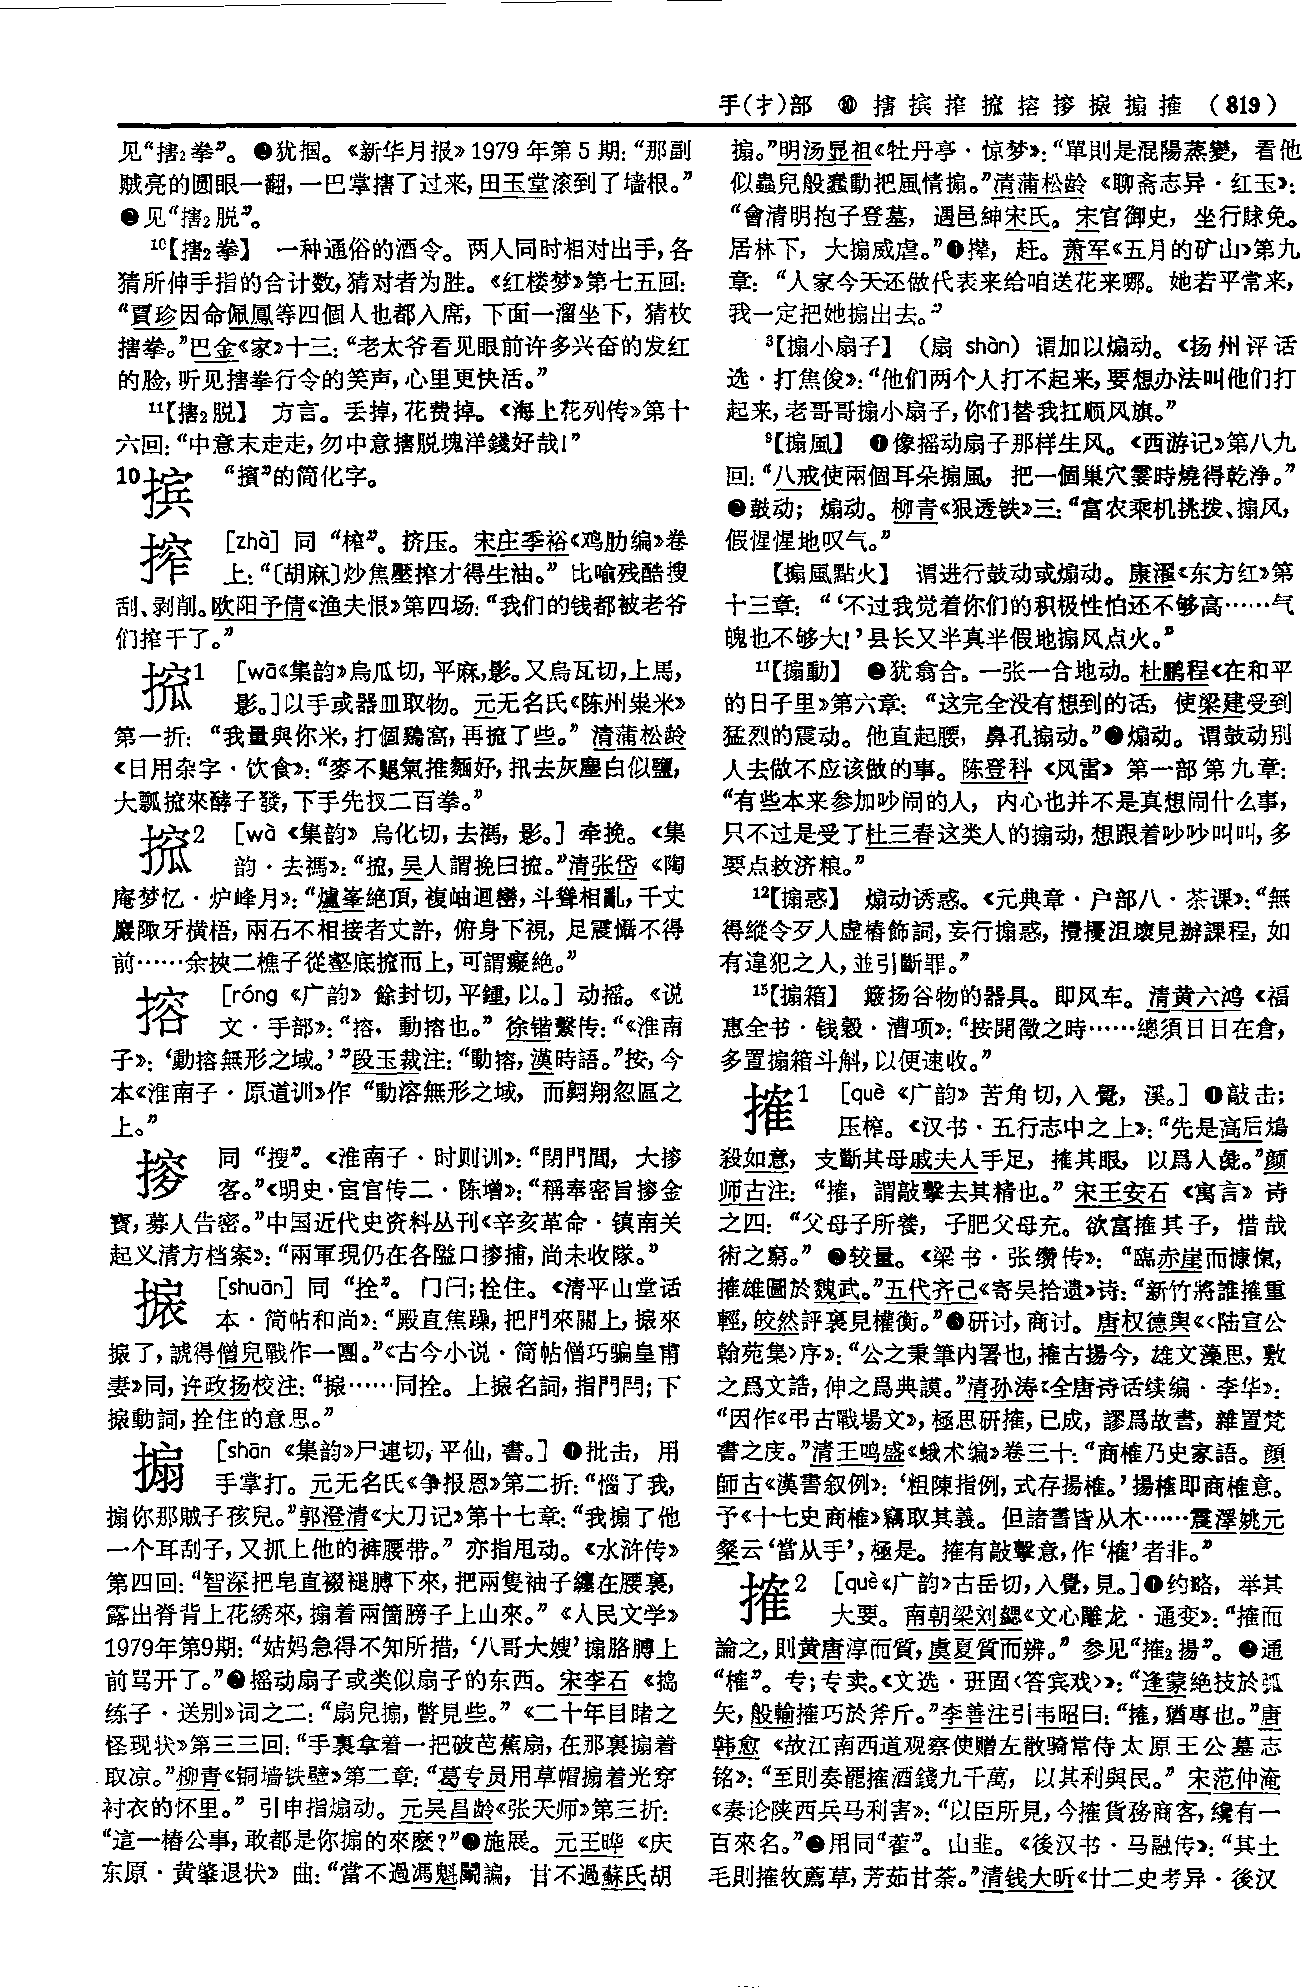 手(扌)部 ⑩ 搳 摈 搾 搲 搈 摉 㩊 搧 搉 (819)
见“搳₂拳”。❷犹掴。《新华月报》1979年第5期：“那副
贼亮的圆眼一翻，一巴掌搳了过来，田玉堂滚到了墙根。”
❸见“搳₂脱”。
¹⁰【搳₂拳】 一种通俗的酒令。两人同时相对出手，各
猜所伸手指的合计数，猜对者为胜。《红楼梦》第七五回：
“賈珍因命佩鳳等四個人也都入席，下面一溜坐下，猜枚
搳拳。”巴金《家》十三：“老太爷看见眼前许多兴奋的发红
的脸，听见搳拳行令的笑声，心里更快活。”
¹¹【搳₂脱】 方言。丢掉，花费掉。《海上花列传》第十
六回：“中意末走走，勿中意搳脱塊洋錢好哉！”
10摈 “擯”的简化字。
搾 [zhà] 同“榨”。挤压。宋庄季裕《鸡肋编》卷
上：“〔胡麻〕炒焦壓搾才得生油。”比喻残酷搜
刮、剥削。欧阳予倩《渔夫恨》第四场：“我们的钱都被老爷
们搾干了。”
搲¹ [wā《集韵》烏瓜切，平麻，影。又烏瓦切，上馬，
影。]以手或器皿取物。元无名氏《陈州粜米》
第一折：“我量與你米，打個鷄窩，再搲了些。”清蒲松龄
《日用杂字·饮食》：“麥不魍氣推麵好，扟去灰塵白似鹽，
大瓢搲來酵子發，下手先扠二百拳。”
搲² [wà《集韵》烏化切，去禡，影。] 牵挽。《集
韵·去禡》：“搲，吴人謂挽曰搲。”清张岱《陶
庵梦忆·炉峰月》：“爐峯絶頂，複岫迴巒，斗聳相亂，千丈
巖陬牙横梧，兩石不相接者丈許，俯身下視，足震懾不得
前……余挾二樵子從壑底搲而上，可謂癡絶。”
搈 [róng《广韵》餘封切，平鍾，以。] 动摇。《说
文·手部》：“搈，動搈也。”徐锴繫传：“《淮南
子》：‘動搈無形之域。’”段玉裁注：“動搈，漢時語。”按，今
本《淮南子·原道训》作“動溶無形之域，而翱翔忽區之
上。”
摉 同“搜”。《淮南子·时则训》：“閉門閭，大摉
客。”《明史·宦官传二·陈增》：“稱奉密旨摉金
寶，募人告密。”中国近代史资料丛刊《辛亥革命·镇南关
起义清方档案》：“兩軍現仍在各隘口摉捕，尚未收隊。”
[shuān] 同“拴”。门闩；拴住。《清平山堂话
本·简帖和尚》：“殿直焦躁，把門來關上，來
了，諕得僧兒戰作一團。”《古今小说·简帖僧巧骗皇甫
妻》同，许政扬校注：“……同拴。上名詞，指門閂；下
動詞，拴住的意思。”
搧 [shān《集韵》尸連切，平仙，書。] ❶批击，用
手掌打。元无名氏《争报恩》第二折：“惱了我，
搧你那賊子孩兒。”郭澄清《大刀记》第十七章：“我搧了他
一个耳刮子，又抓上他的裤腰带。”亦指甩动。《水浒传》
第四回：“智深把皂直裰褪膊下來，把兩隻袖子纏在腰裏，
露出脊背上花綉來，搧着兩箇膀子上山來。”《人民文学》
1979年第9期：“姑妈急得不知所措，‘八哥大嫂’搧胳膊上
前骂开了。”❷摇动扇子或类似扇子的东西。宋李石《捣
练子·送别》词之二：“扇兒搧，瞥見些。”《二十年目睹之
怪现状》第三三回：“手裏拿着一把破芭蕉扇，在那裏搧着
取凉。”柳青《铜墙铁壁》第二章：“葛专员用草帽搧着光穿
衬衣的怀里。”引申指煽动。元吴昌龄《张天师》第三折：
“這一樁公事，敢都是你搧的來麽？”❸施展。元王晔《庆
东原·黄肇退状》曲：“當不過馮魁鬬諞，甘不過蘇氏胡
搧。”明汤显祖《牡丹亭·惊梦》：“單則是混陽蒸變，看他
似蟲兒般蠢動把風情搧。”清蒲松龄《聊斋志异·红玉》：
“會清明抱子登墓，遇邑紳宋氏。宋官御史，坐行賕免。
居林下，大搧威虐。”❹撵，赶。萧军《五月的矿山》第九
章：“人家今天还做代表来给咱送花来哪。她若平常来，
我一定把她搧出去。”
³【搧小扇子】（扇 shàn）谓加以煽动。《扬州评话
选·打焦俊》：“他们两个人打不起来，要想办法叫他们打
起来，老哥哥搧小扇子，你们替我扛顺风旗。”
⁹【搧風】 ❶像摇动扇子那样生风。《西游记》第八九
回：“八戒使兩個耳朵搧風，把一個巢穴霎時燒得乾净。”
❷鼓动；煽动。柳青《狠透铁》三：“富农乘机挑拨、搧风，
假惺惺地叹气。”
【搧風點火】 谓进行鼓动或煽动。康濯《东方红》第
十三章：“‘不过我觉着你们的积极性怕还不够高……气
魄也不够大！’县长又半真半假地搧风点火。”
¹¹【搧動】 ❶犹翕合。一张一合地动。杜鹏程《在和平
的日子里》第六章：“这完全没有想到的话，使梁建受到
猛烈的震动。他直起腰，鼻孔搧动。”❷煽动。谓鼓动别
人去做不应该做的事。陈登科《风雷》第一部第九章：
“有些本来参加吵闹的人，内心也并不是真想闹什么事，
只不过是受了杜三春这类人的搧动，想跟着吵吵叫叫，多
要点救济粮。”
¹²【搧惑】 煽动诱惑。《元典章·户部八·茶课》：“無
得縱令歹人虚樁飾詞，妄行搧惑，攪擾沮壞見辦課程，如
有違犯之人，並引斷罪。”
¹⁵【搧箱】 簸扬谷物的器具。即风车。清黄六鸿《福
惠全书·钱穀·漕项》：“按開徵之時……總須日日在倉，
多置搧箱斗斛，以便速收。”
搉¹ [què《广韵》苦角切，入覺，溪。] ❶敲击；
压榨。《汉书·五行志中之上》：“先是高后鴆
殺如意，支斷其母戚夫人手足，搉其眼，以爲人彘。”颜
师古注：“搉，謂敲擊去其精也。”宋王安石《寓言》诗
之四：“父母子所養，子肥父母充。欲富搉其子，惜哉
術之窮。”❷较量。《梁书·张缵传》：“臨赤崖而慷慨，
搉雄圖於魏武。”五代齐己《寄吴拾遗》诗：“新竹將誰搉重
輕，皎然評裏見權衡。”❸研讨，商讨。唐权德舆《〈陆宣公
翰苑集〉序》：“公之秉筆内署也，搉古揚今，雄文藻思，敷
之爲文誥，伸之爲典謨。”清孙涛《全唐诗话续编·李华》：
“因作《弔古戰場文》，極思研搉，已成，謬爲故書，雜置梵
書之庋。”清王鸣盛《蛾术编》卷三十：“商榷乃史家語。顔
師古《漢書叙例》：‘粗陳指例，式存揚榷。’揚榷即商榷意。
予《十七史商榷》竊取其義。但諸書皆从木……震澤姚元
粲云‘當从手’，極是。搉有敲擊意，作‘榷’者非。”
搉² [què《广韵》古岳切，入覺，見。]❶约略，举其
大要。南朝梁刘勰《文心雕龙·通变》：“搉而
論之，則黄唐淳而質，虞夏質而辨。”参见“搉₂揚”。❷通
“榷”。专；专卖。《文选·班固〈答宾戏〉》：“逢蒙絶技於弧
矢，般輸搉巧於斧斤。”李善注引韦昭曰：“搉，猶專也。”唐
韩愈《故江南西道观察使赠左散骑常侍太原王公墓志
铭》：“至則奏罷搉酒錢九千萬，以其利與民。”宋范仲淹
《奏论陕西兵马利害》：“以臣所見，今搉貨務商客，纔有一
百來名。”❸用同“蒮”。山韭。《後汉书·马融传》：“其土
毛則搉牧薦草，芳茹甘荼。”清钱大昕《廿二史考异·後汉